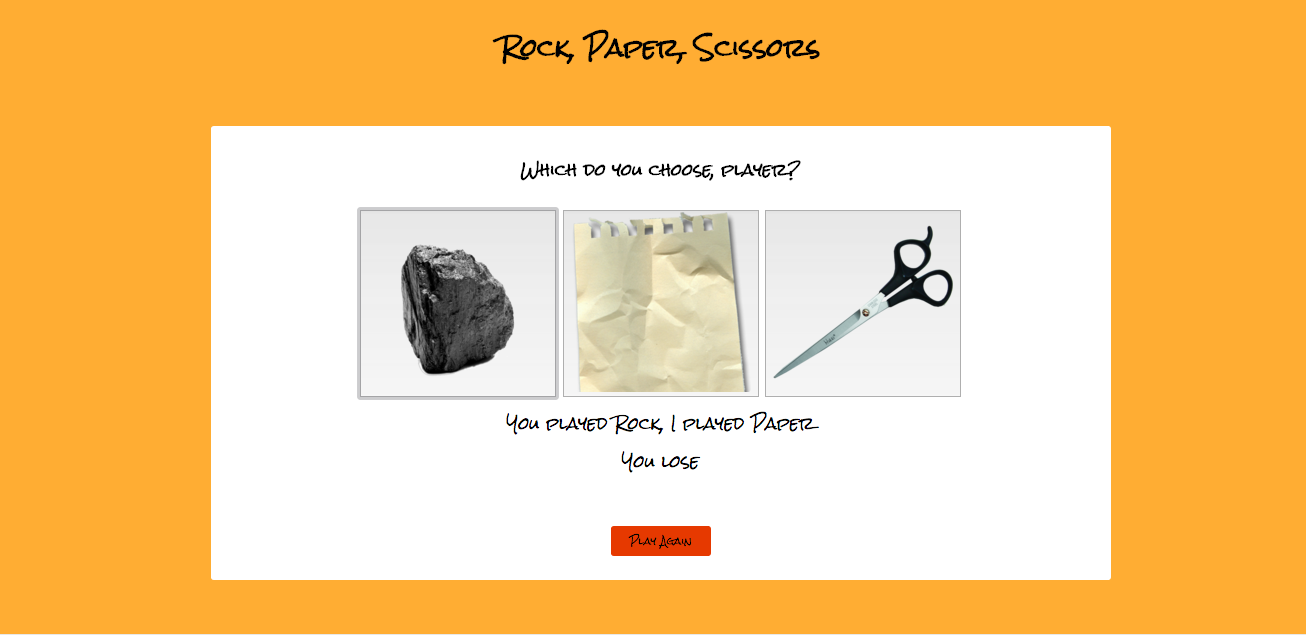 Rock, Paper, Scissors
Which do you choose, player?
You played Rock, I played Paper
You lose
Play Again